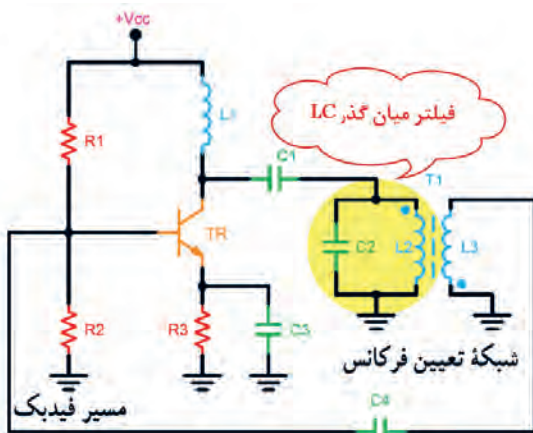 +Vcc
L1
R1
فیلتر میان گذر LC
C1
T1
TR
C2
L2
L3
R2
R3
C3
شبکهٔ تعیین فرکانس
مسیر فیدبک
C4